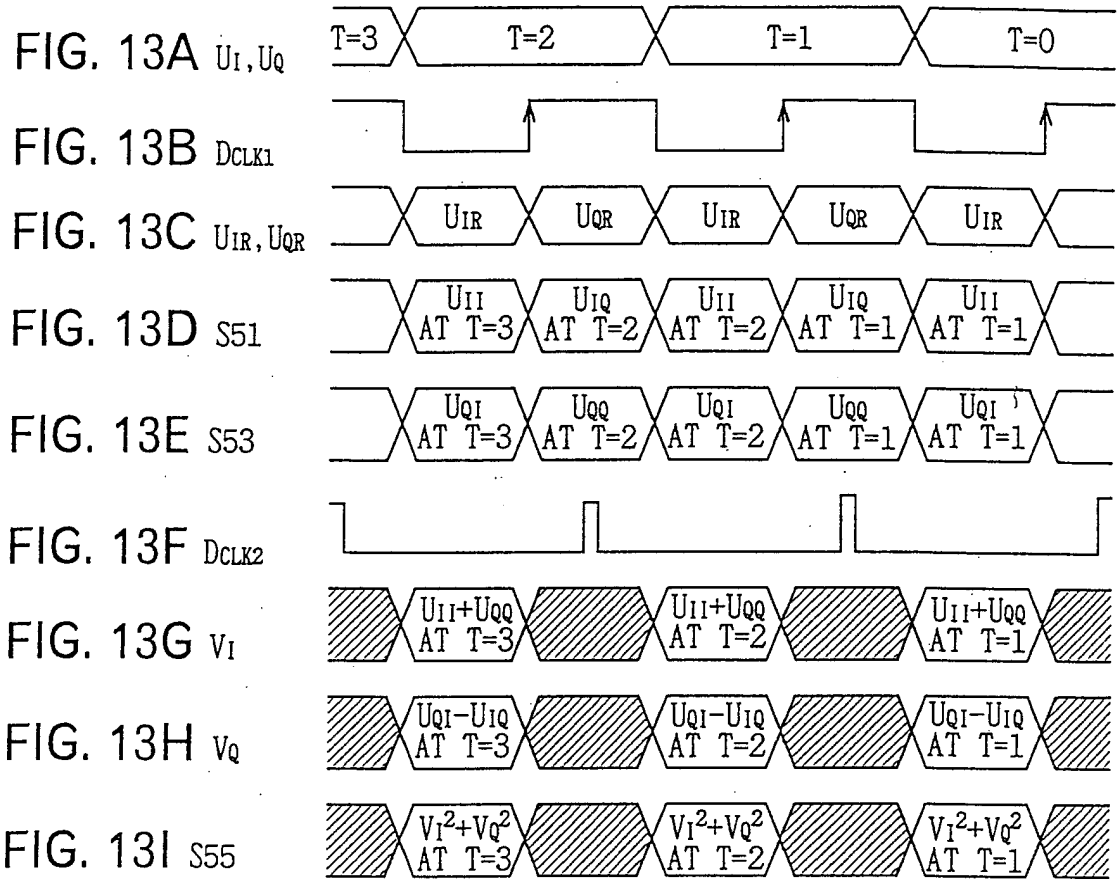 FIG. 13A UI,UQ T=3 T=2 T=1 T=0
FIG. 13B DCLK1
FIG. 13C UIR,UQR UIR UQR UIR UQR UIR
FIG. 13D S51 UII AT T=3 UIQ AT T=2 UII AT T=2 UIQ AT T=1 UII AT T=1
FIG. 13E S53 UQI AT T=3 UQQ AT T=2 UQI AT T=2 UQQ AT T=1 UQI AT T=1
FIG. 13F DCLK2
FIG. 13G VI UII+UQQ AT T=3 UII+UQQ AT T=2 UII+UQQ AT T=1
FIG. 13H VQ UQI−UIQ AT T=3 UQI−UIQ AT T=2 UQI−UIQ AT T=1
FIG. 13I S55 VI²+VQ² AT T=3 VI²+VQ² AT T=2 VI²+VQ² AT T=1